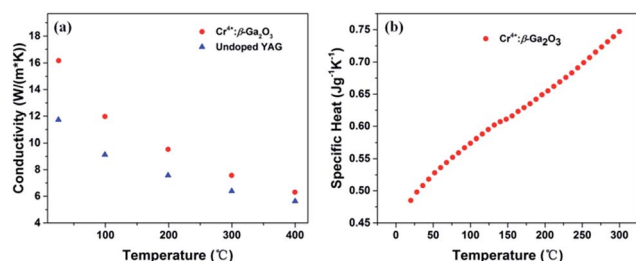 (a)
Cr⁴⁺:β-Ga₂O₃
Undoped YAG
Conductivity (W/(m*K))
18
16
14
12
10
8
6
4
100
200
300
400
Temperature (℃)
(b)
Cr⁴⁺:β-Ga₂O₃
Specific Heat (Jg⁻¹K⁻¹)
0.75
0.70
0.65
0.60
0.55
0.50
0.45
0
50
100
150
200
250
300
Temperature (℃)